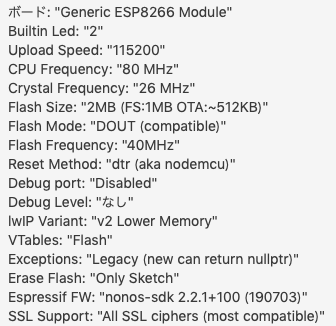 ボード: "Generic ESP8266 Module"
Builtin Led: "2"
Upload Speed: "115200"
CPU Frequency: "80 MHz"
Crystal Frequency: "26 MHz"
Flash Size: "2MB (FS:1MB OTA:~512KB)"
Flash Mode: "DOUT (compatible)"
Flash Frequency: "40MHz"
Reset Method: "dtr (aka nodemcu)"
Debug port: "Disabled"
Debug Level: "なし"
lwIP Variant: "v2 Lower Memory"
VTables: "Flash"
Exceptions: "Legacy (new can return nullptr)"
Erase Flash: "Only Sketch"
Espressif FW: "nonos-sdk 2.2.1+100 (190703)"
SSL Support: "All SSL ciphers (most compatible)"